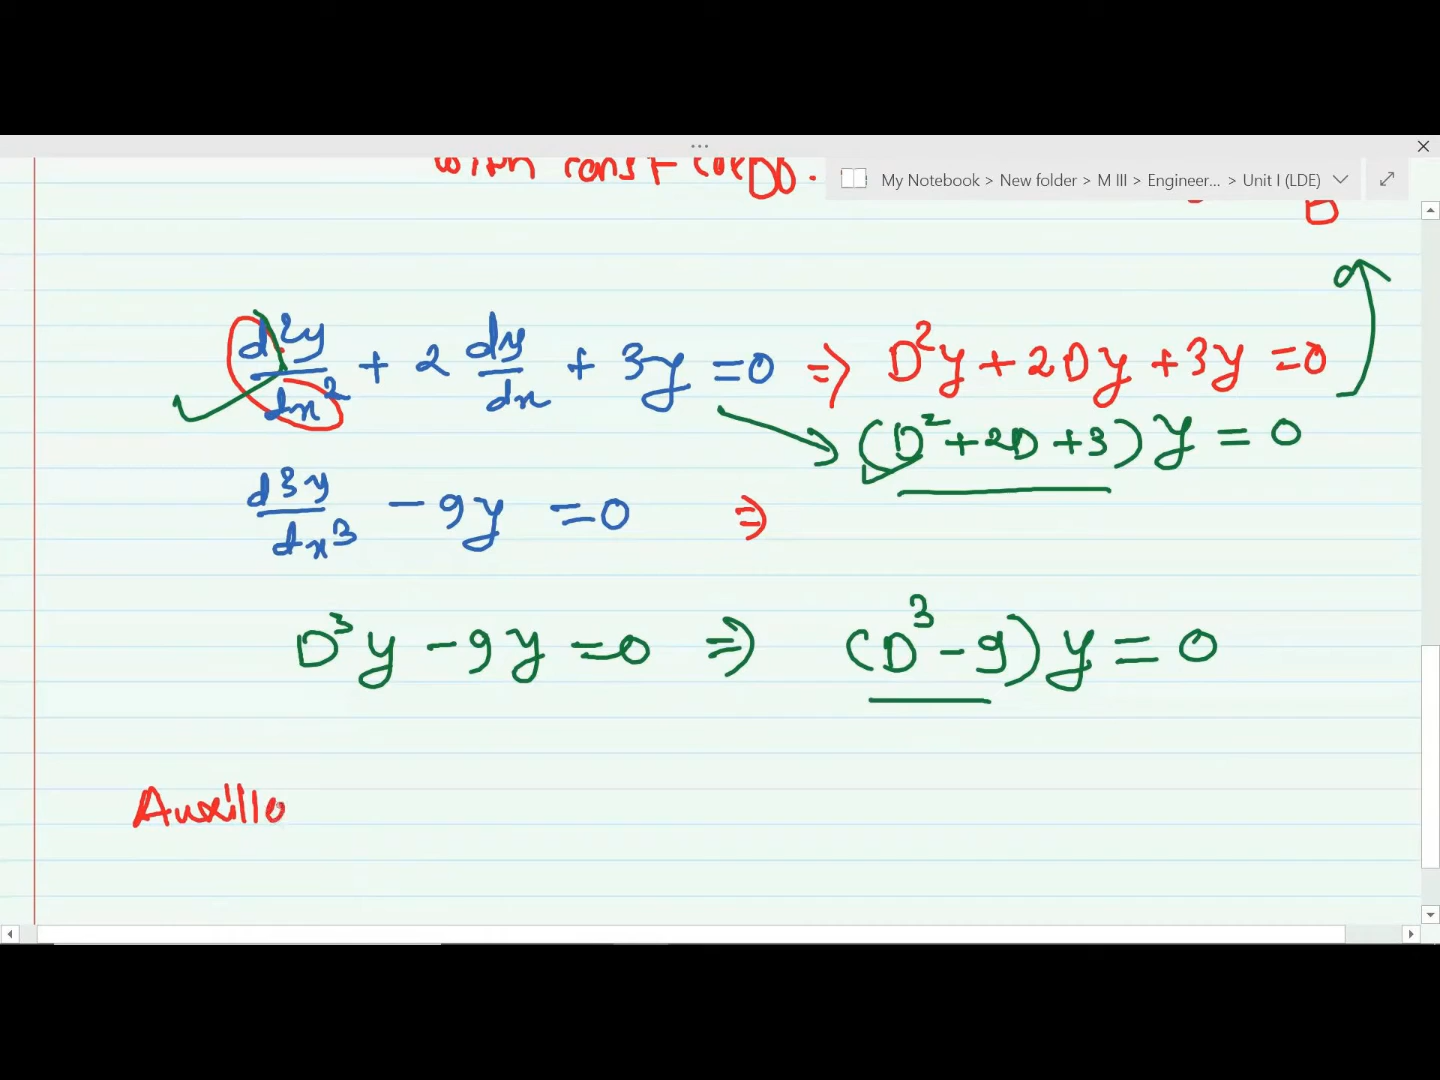 with const coeff.
My Notebook > New folder > M III > Engineer... > Unit I (LDE)
D
d²y/dx² + 2 dy/dx + 3y = 0 ⇒ D²y + 2Dy + 3y = 0
(D² + 2D + 3) y = 0
d³y/dx³ - 9y = 0 ⇒
D³y - 9y = 0 ⇒ (D³ - 9) y = 0
Auxilla